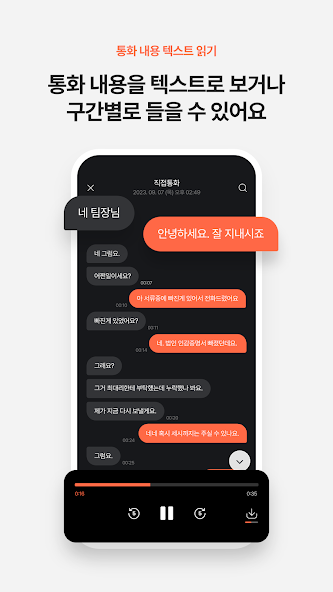 통화 내용 텍스트 읽기
통화 내용을 텍스트로 보거나
구간별로 들을 수 있어요
직접통화
2023. 09. 07 (목) 오후 02:49
네 팀장님
안녕하세요. 잘 지내시죠
네 그럼요.
어쩐일이세요?
00:07
00:10
아 서류중에 빠진게 있어서 전화드렸어요
빠진게 있었어요?
00:11
00:14
네. 법인 인감증명서 빠졌던데요.
그래요?
그거 최대리한테 부탁했는데 누락했나 봐요.
제가 지금 다시 보낼게요.
00:20
00:24
네네 혹시 세시까지는 주실 수 있나요.
그럼요.
00:25
0:16
0:35
5
5